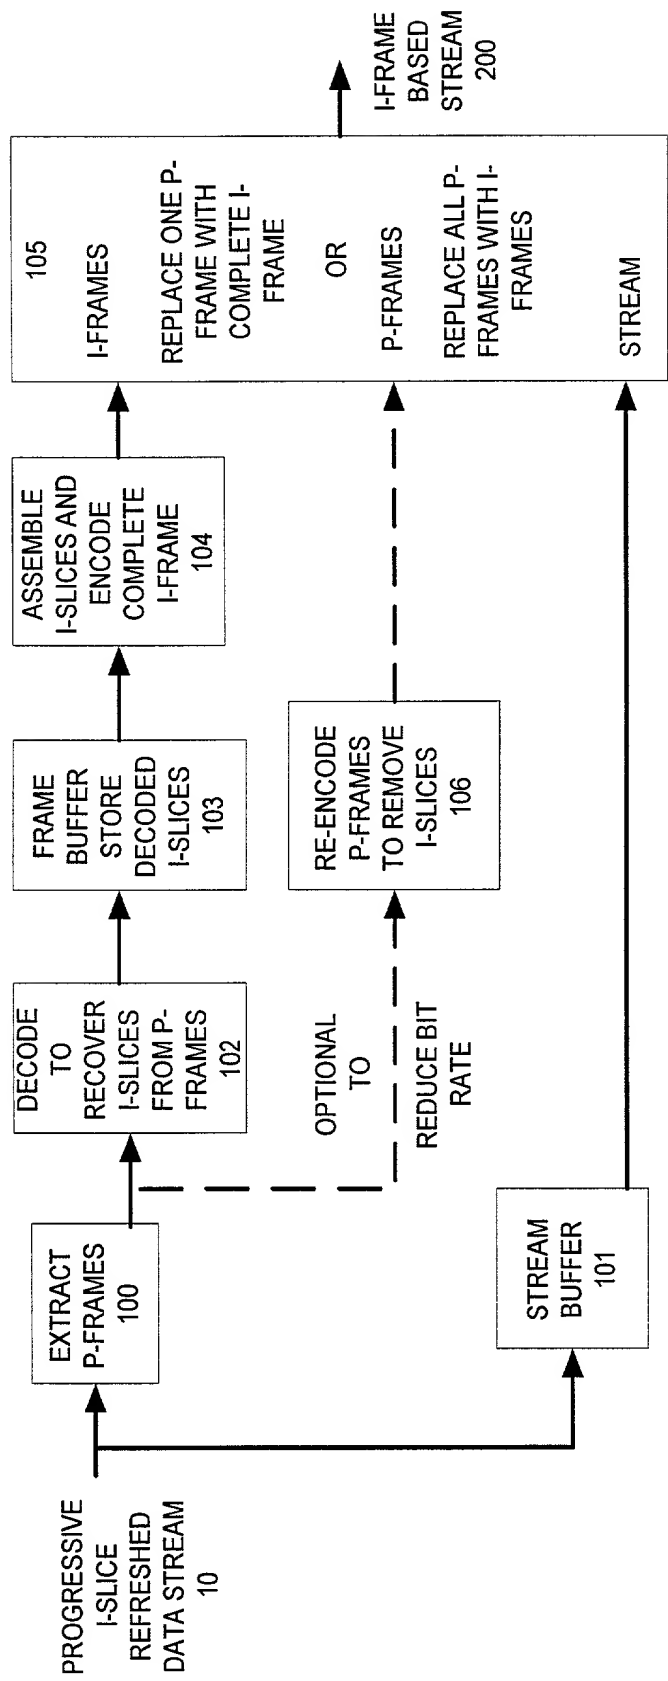 PROGRESSIVE
I-SLICE
REFRESHED
DATA STREAM
10
EXTRACT
P-FRAMES
100
DECODE
TO
RECOVER
I-SLICES
FROM P-
FRAMES
102
FRAME
BUFFER
STORE
DECODED
I-SLICES
103
ASSEMBLE
I-SLICES AND
ENCODE
COMPLETE
I-FRAME
104
OPTIONAL
TO
REDUCE BIT
RATE
RE-ENCODE
P-FRAMES
TO REMOVE
I-SLICES
106
STREAM
BUFFER
101
105
I-FRAMES
REPLACE ONE P-
FRAME WITH
COMPLETE I-
FRAME
OR
P-FRAMES
REPLACE ALL P-
FRAMES WITH I-
FRAMES
STREAM
I-FRAME
BASED
STREAM
200